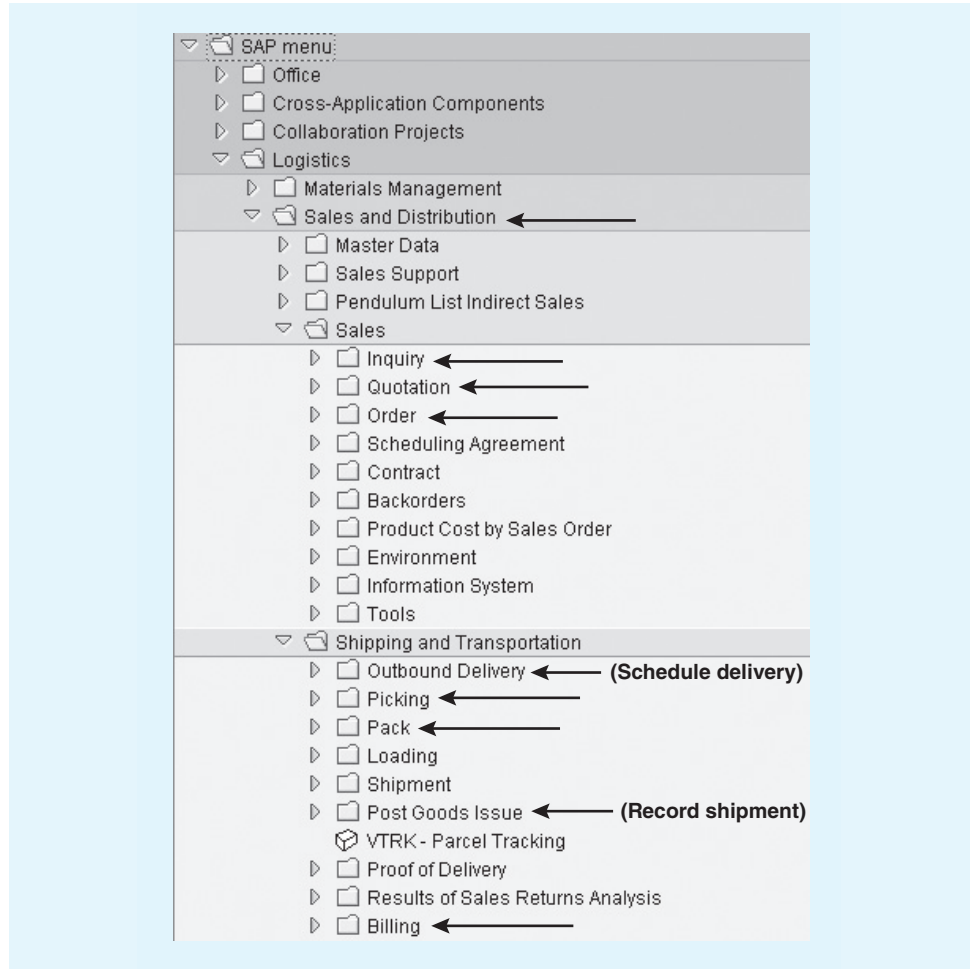 SAP menu
Office
Cross-Application Components
Collaboration Projects
Logistics
Materials Management
Sales and Distribution
Master Data
Sales Support
Pendulum List Indirect Sales
Sales
Inquiry
Quotation
Order
Scheduling Agreement
Contract
Backorders
Product Cost by Sales Order
Environment
Information System
Tools
Shipping and Transportation
Outbound Delivery (Schedule delivery)
Picking
Pack
Loading
Shipment
Post Goods Issue (Record shipment)
VTRK - Parcel Tracking
Proof of Delivery
Results of Sales Returns Analysis
Billing